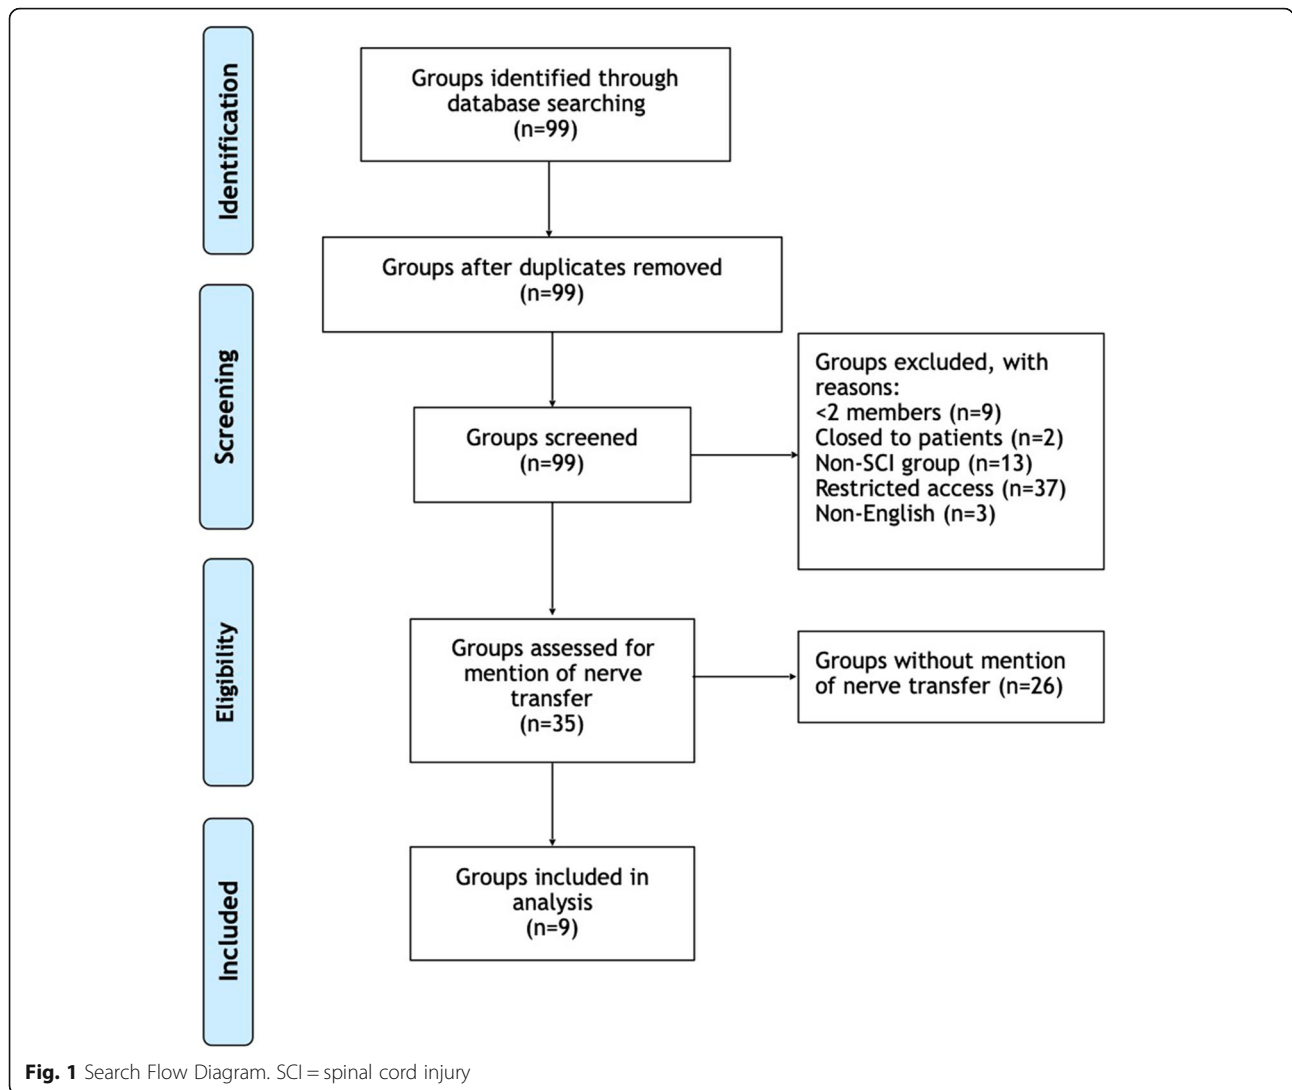 Identification
Groups identified through
database searching
(n=99)
Groups after duplicates removed
(n=99)
Screening
Groups screened
(n=99)
Groups excluded, with
reasons:
<2 members (n=9)
Closed to patients (n=2)
Non-SCI group (n=13)
Restricted access (n=37)
Non-English (n=3)
Eligibility
Groups assessed for
mention of nerve
transfer
(n=35)
Groups without mention
of nerve transfer (n=26)
Included
Groups included in
analysis
(n=9)
Fig. 1 Search Flow Diagram. SCI = spinal cord injury